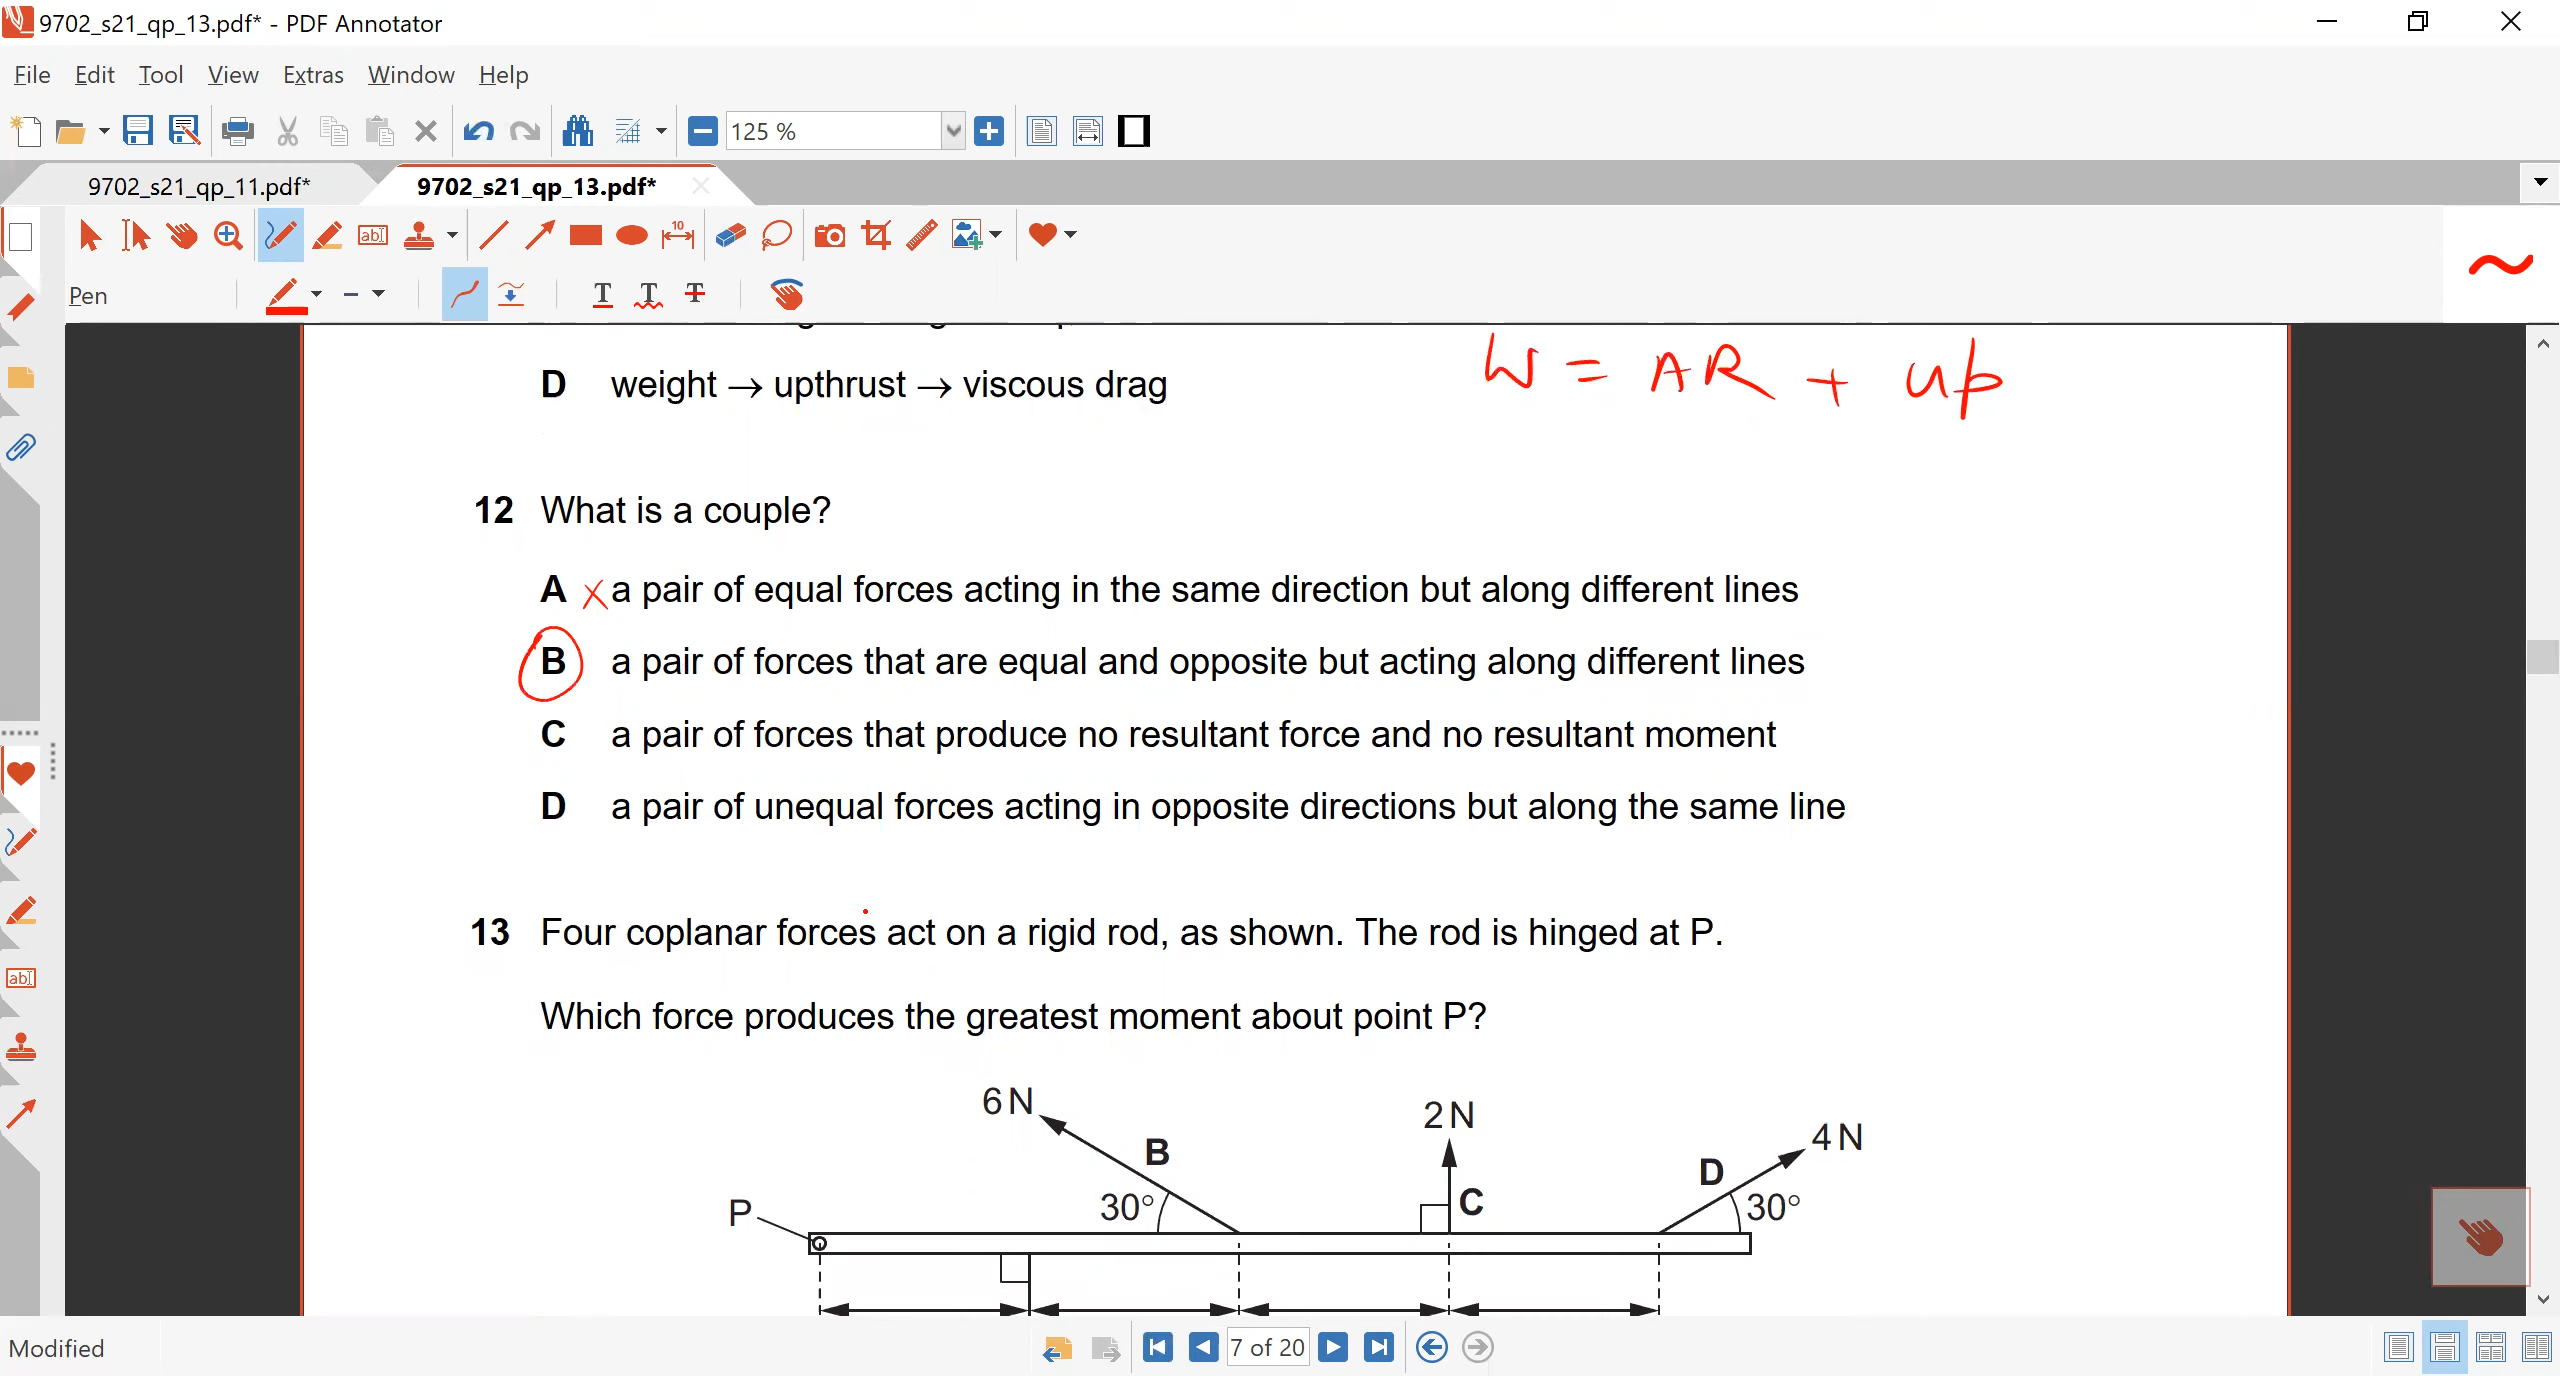 9702_s21_qp_13.pdf* - PDF Annotator
File Edit Tool View Extras Window Help
125 %
9702_s21_qp_11.pdf* 9702_s21_qp_13.pdf*
Pen
W = AR + up
D weight → upthrust → viscous drag
12 What is a couple?
A x a pair of equal forces acting in the same direction but along different lines
B a pair of forces that are equal and opposite but acting along different lines
C a pair of forces that produce no resultant force and no resultant moment
D a pair of unequal forces acting in opposite directions but along the same line
13 Four coplanar forces act on a rigid rod, as shown. The rod is hinged at P.
Which force produces the greatest moment about point P?
6 N
2 N
4 N
B
D
P
30°
C
30°
Modified
7 of 20